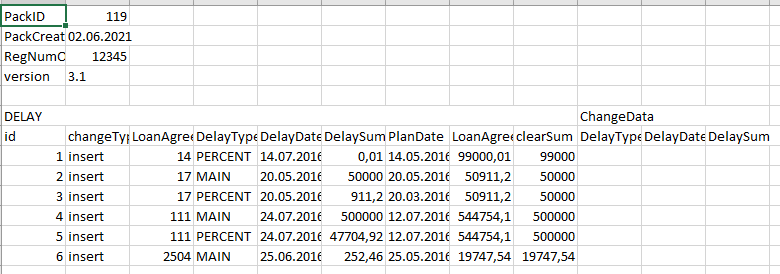 PackID 119
PackCreat 02.06.2021
RegNumO 12345
version 3.1
DELAY ChangeData
id changeTyp LoanAgree DelayType DelayDate DelaySum PlanDate LoanAgree clearSum DelayType DelayDate DelaySum
1 insert 14 PERCENT 14.07.2016 0,01 14.05.2016 99000,01 99000
2 insert 17 MAIN 20.05.2016 50000 20.05.2016 50911,2 50000
3 insert 17 PERCENT 20.05.2016 911,2 20.03.2016 50911,2 50000
4 insert 111 MAIN 24.07.2016 500000 12.07.2016 544754,1 500000
5 insert 111 PERCENT 24.07.2016 47704,92 12.07.2016 544754,1 500000
6 insert 2504 MAIN 25.06.2016 252,46 25.05.2016 19747,54 19747,54